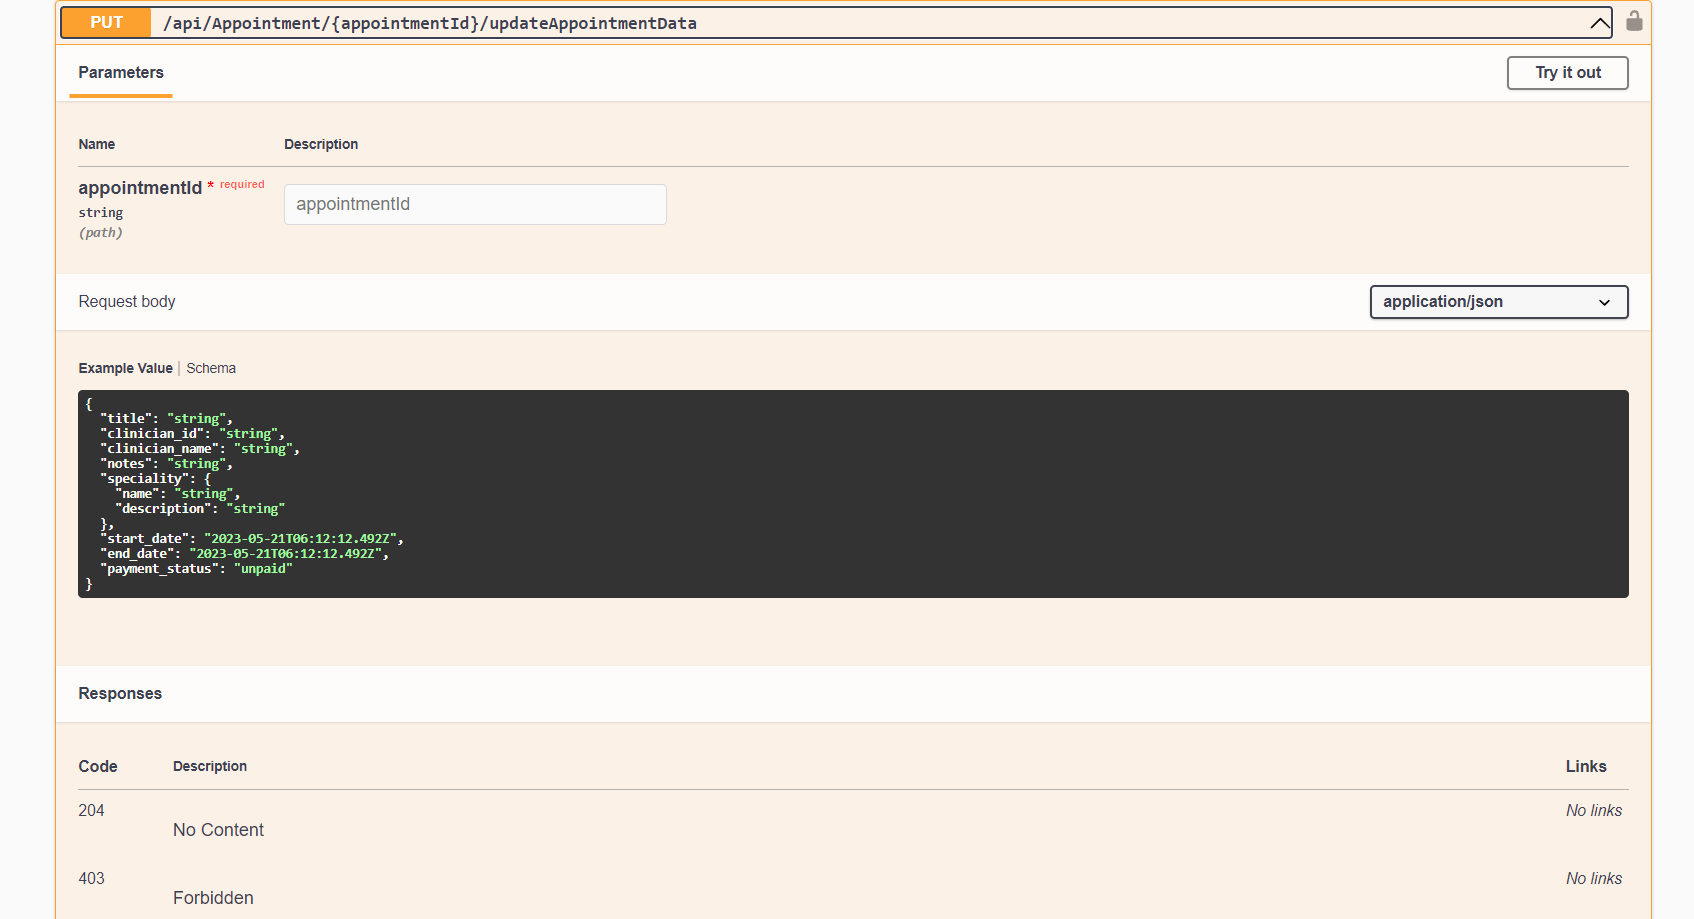 PUT /api/Appointment/{appointmentId}/updateAppointmentData
Parameters
Try it out
Name Description
appointmentId * required
string
(path)
appointmentId
Request body
application/json
Example Value | Schema
{
  "title": "string",
  "clinician_id": "string",
  "clinician_name": "string",
  "notes": "string",
  "speciality": {
    "name": "string",
    "description": "string"
  },
  "start_date": "2023-05-21T06:12:12.492Z",
  "end_date": "2023-05-21T06:12:12.492Z",
  "payment_status": "unpaid"
}
Responses
Code Description Links
204 No links
No Content
403 No links
Forbidden